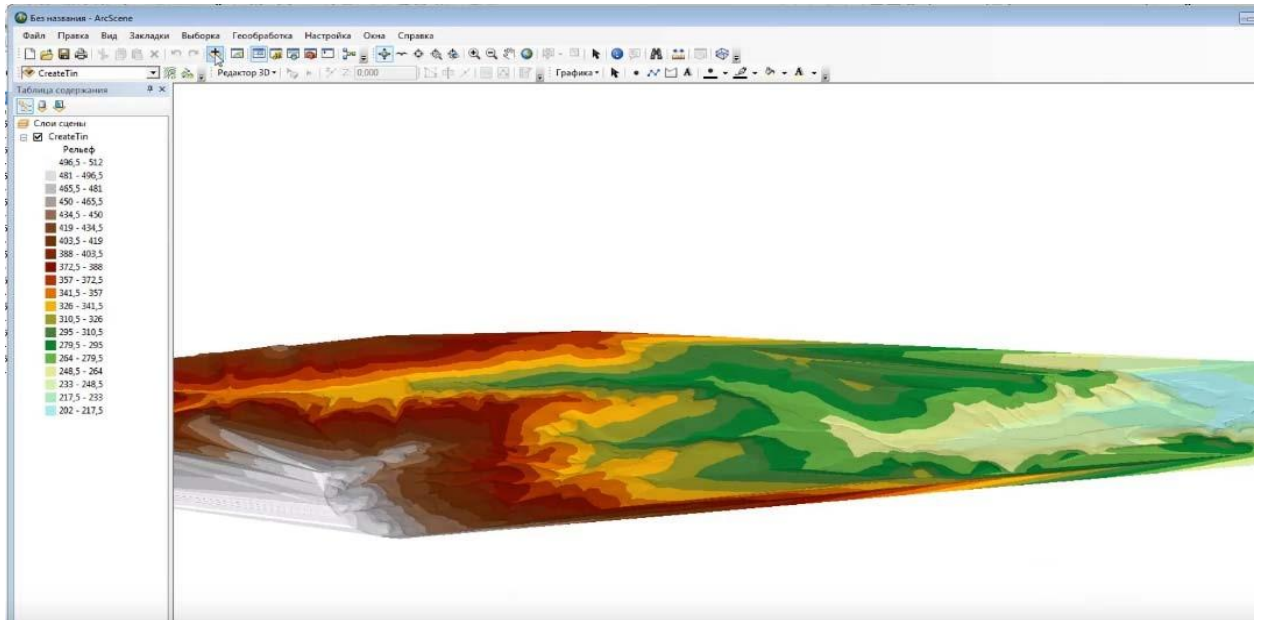 Без названия - ArcScene
Файл Правка Вид Закладки Выборка Геообработка Настройка Окна Справка
CreateTin Редактор 3D 0,000 Графика
Таблица содержания
Слои сцены
CreateTin
Рельеф
496,5 - 512
481 - 496,5
465,5 - 481
450 - 465,5
434,5 - 450
419 - 434,5
403,5 - 419
388 - 403,5
372,5 - 388
357 - 372,5
341,5 - 357
326 - 341,5
310,5 - 326
295 - 310,5
279,5 - 295
264 - 279,5
248,5 - 264
233 - 248,5
217,5 - 233
202 - 217,5